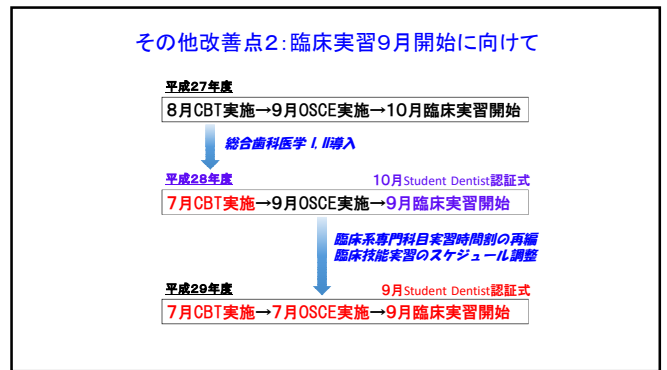 その他改善点２：臨床実習９月開始に向けて
平成２７年度
８月CBT実施→９月OSCE実施→１０月臨床実習開始
総合歯科医学 I, II導入
平成２８年度
１０月Student Dentist認証式
７月CBT実施→９月OSCE実施→９月臨床実習開始
臨床系専門科目実習時間割の再編
臨床技能実習のスケジュール調整
平成２９年度
９月Student Dentist認証式
７月CBT実施→７月OSCE実施→９月臨床実習開始